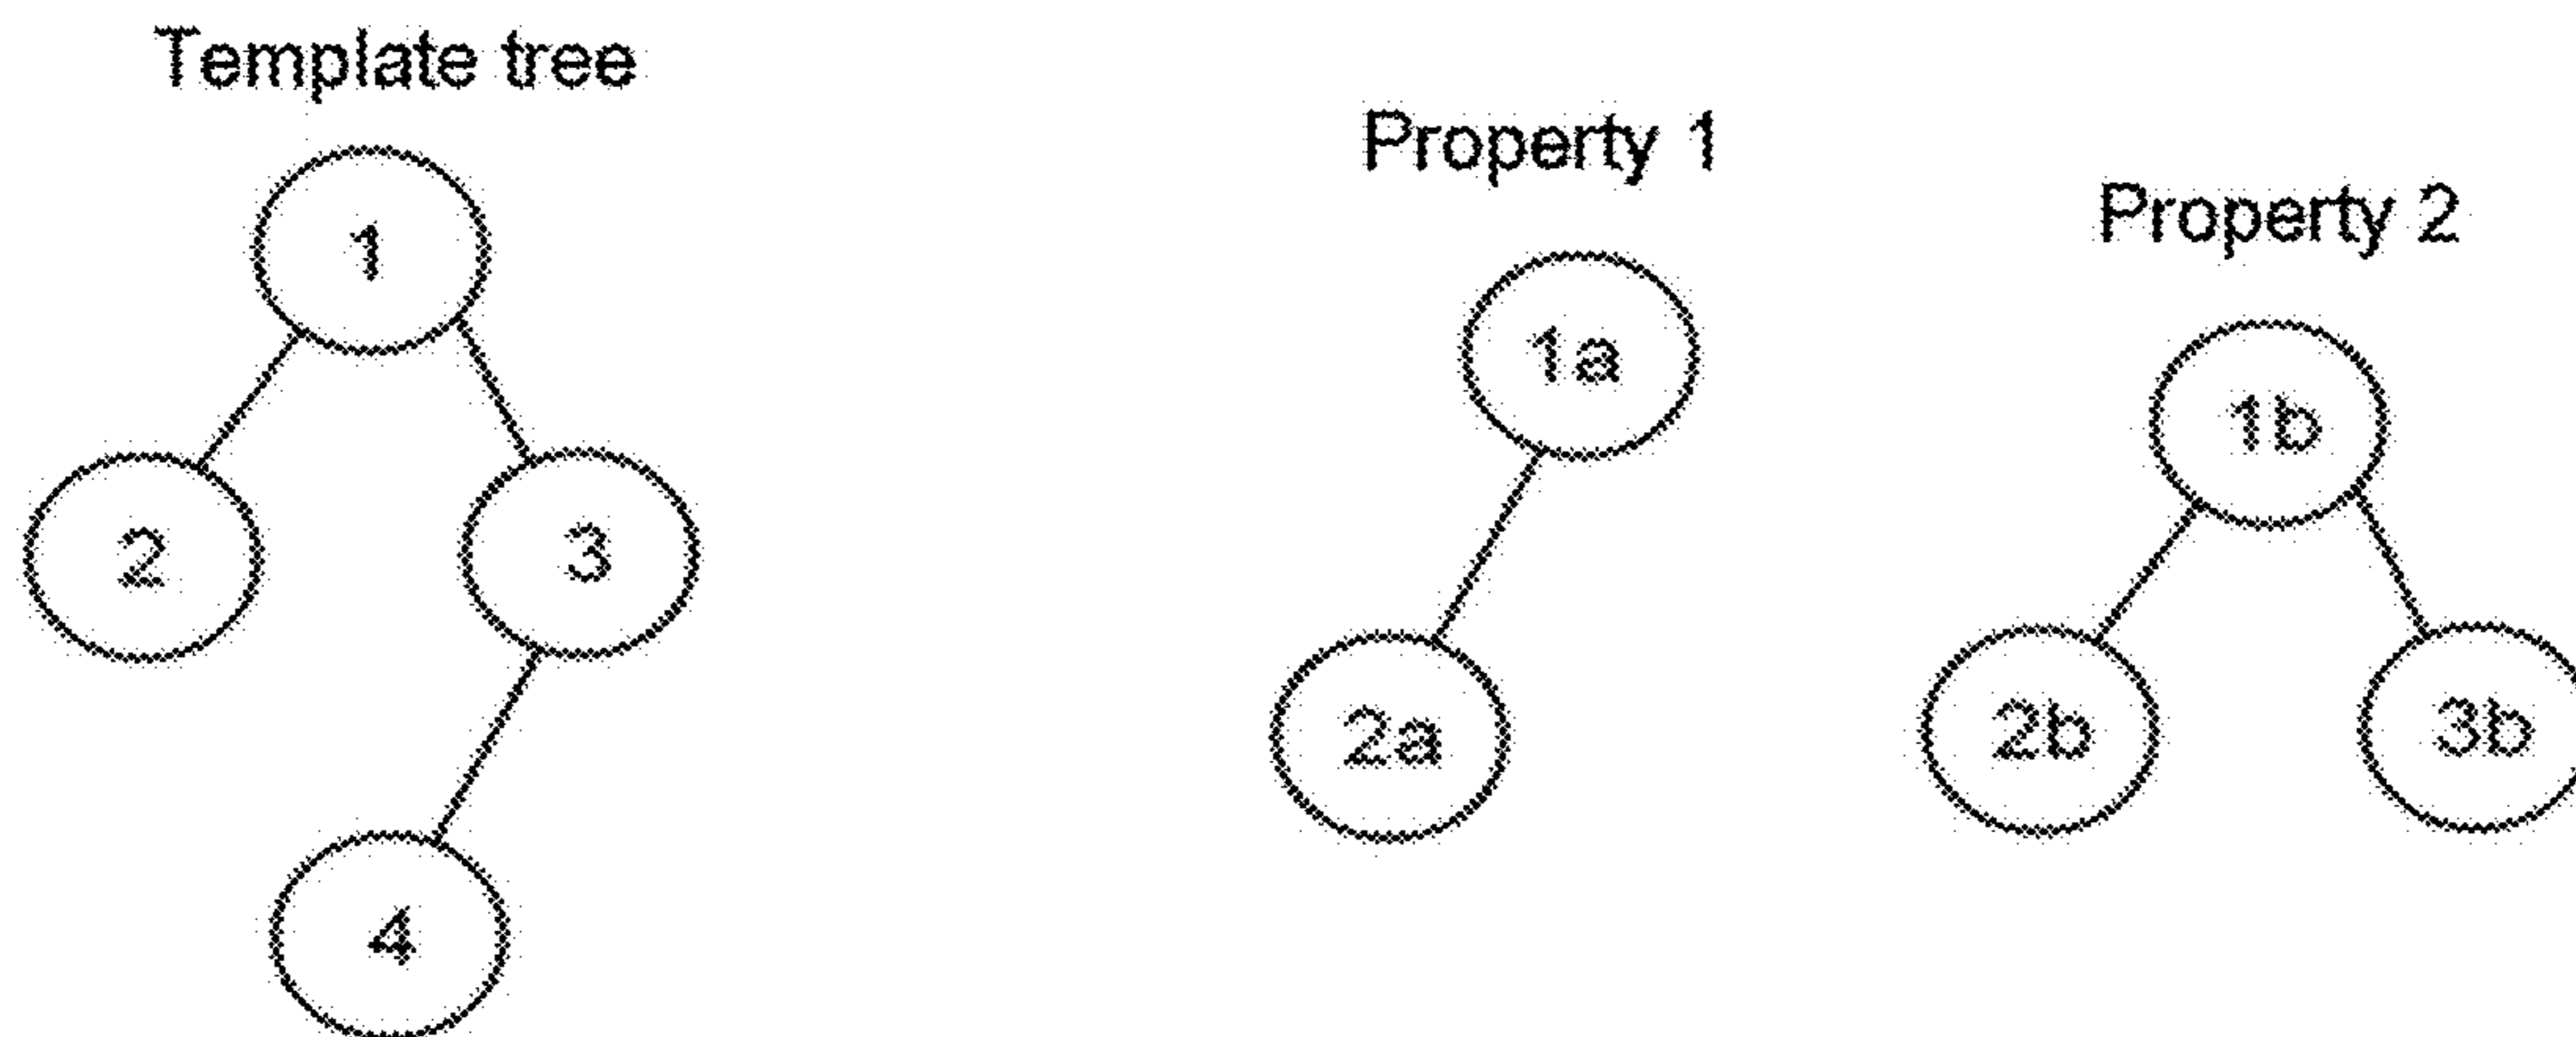 Template tree
1
2
3
4
Property 1
1a
2a
Property 2
1b
2b
3b